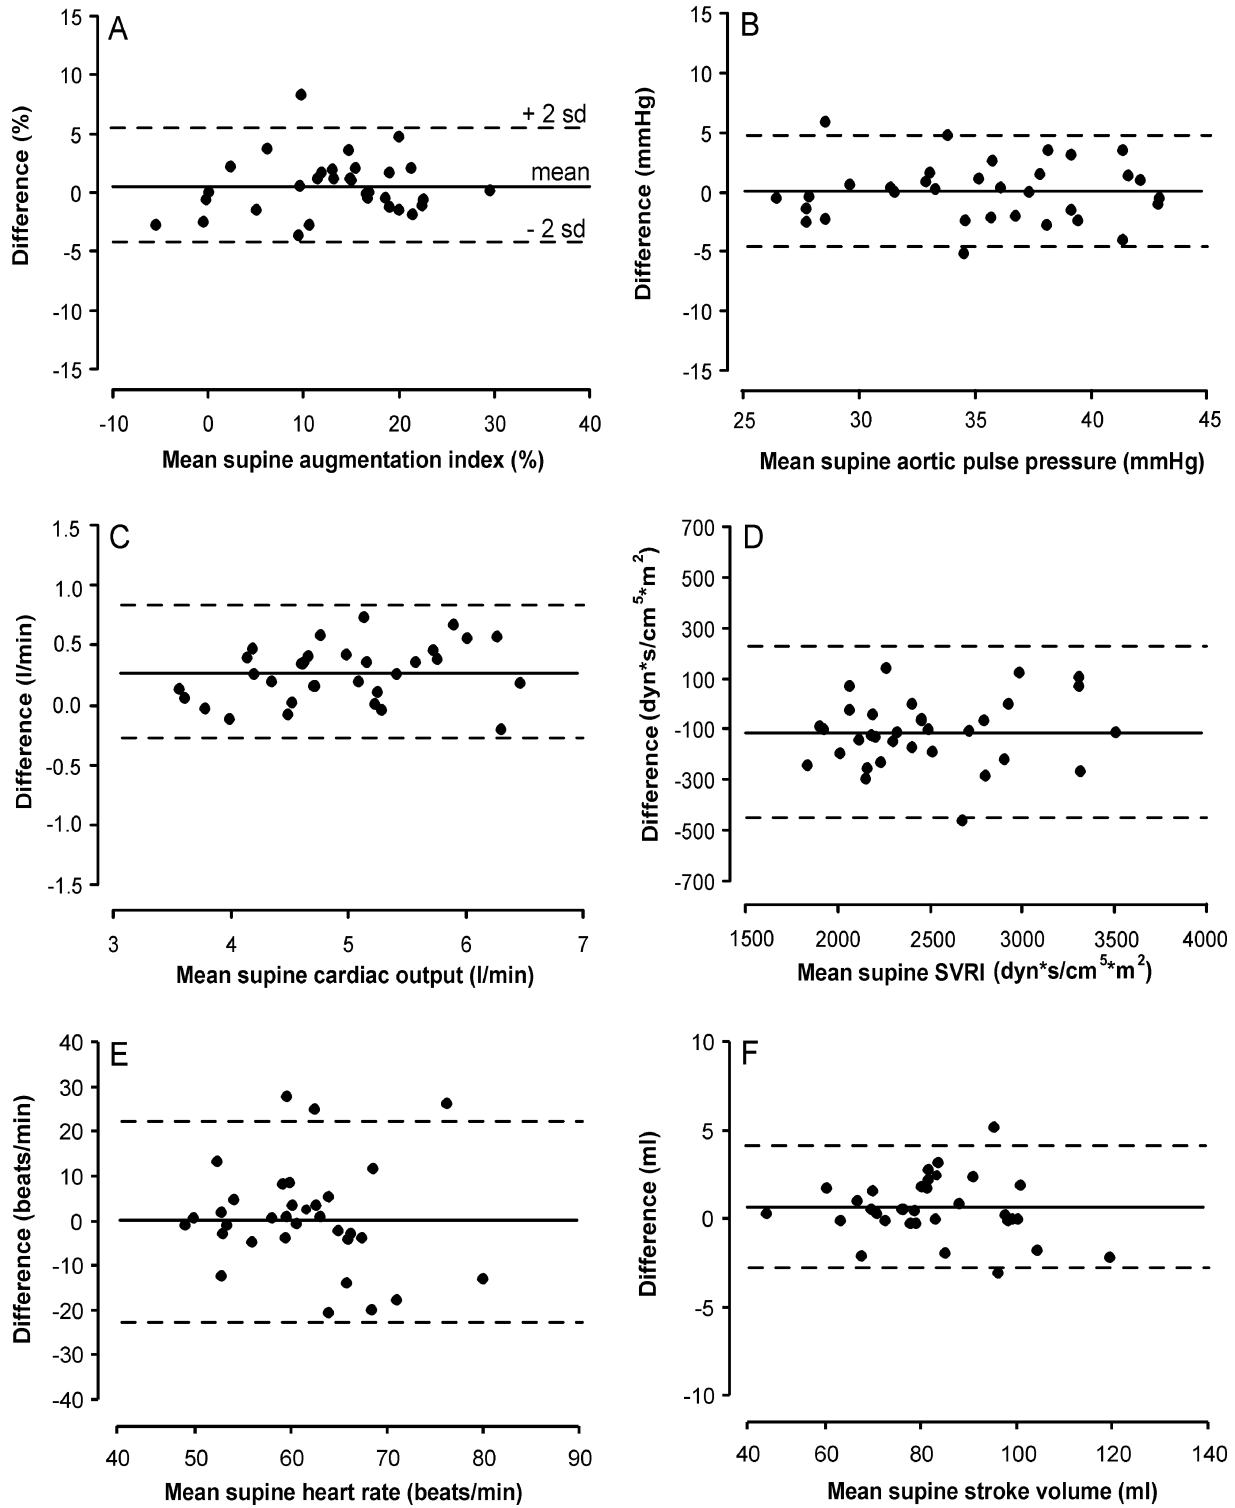 A
15
10
5
0
-5
-10
-15
Difference (%)
+ 2 sd
mean
- 2 sd
-10 0 10 20 30 40
Mean supine augmentation index (%)
B
15
10
5
0
-5
-10
-15
Difference (mmHg)
25 30 35 40 45
Mean supine aortic pulse pressure (mmHg)
C
1.5
1.0
0.5
0.0
-0.5
-1.0
-1.5
Difference (l/min)
3 4 5 6 7
Mean supine cardiac output (l/min)
D
700
500
300
100
-100
-300
-500
-700
Difference (dyn*s/cm⁵*m²)
1500 2000 2500 3000 3500 4000
Mean supine SVRI (dyn*s/cm⁵*m²)
E
40
30
20
10
0
-10
-20
-30
-40
Difference (beats/min)
40 50 60 70 80 90
Mean supine heart rate (beats/min)
F
10
5
0
-5
-10
Difference (ml)
40 60 80 100 120 140
Mean supine stroke volume (ml)